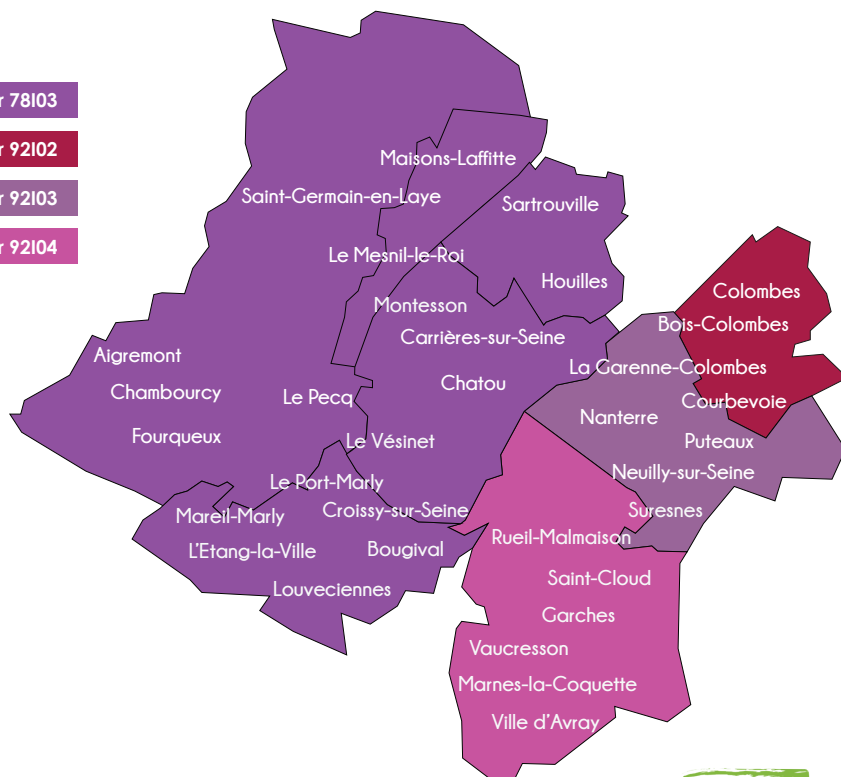 r 78I03
r 92I02
r 92I03
r 92I04
Maisons-Laffitte
Saint-Germain-en-Laye
Sartrouville
Le Mesnil-le-Roi
Houilles
Colombes
Montesson
Bois-Colombes
Carrières-sur-Seine
Aigremont
La Garenne-Colombes
Chatou
Chambourcy
Le Pecq
Courbevoie
Nanterre
Fourqueux
Le Vésinet
Puteaux
Neuilly-sur-Seine
Le Port-Marly
Mareil-Marly
Croissy-sur-Seine
Suresnes
Rueil-Malmaison
L'Etang-la-Ville
Bougival
Saint-Cloud
Louveciennes
Garches
Vaucresson
Marnes-la-Coquette
Ville d'Avray